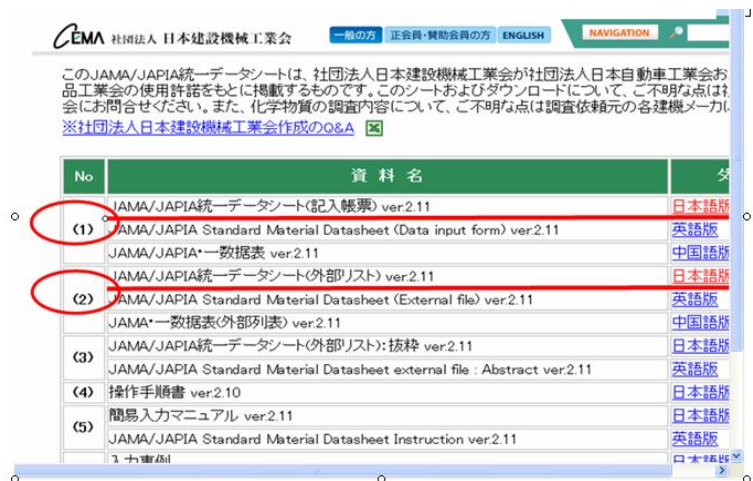 CEMA 社団法人 日本建設機械工業会 一般の方 正会員・賛助会員の方 ENGLISH NAVIGATION
このJAMA/JAPIA統一データシートは、社団法人日本建設機械工業会が社団法人日本自動車工業会お
品工業会の使用許諾をもとに掲載するものです。このシートおよびダウンロードについて、ご不明な点は社
会にお問合せください。また、化学物質の調査内容について、ご不明な点は調査依頼元の各建機メーカに
※社団法人日本建設機械工業会作成のQ&A
No 資料名 ダ
JAMA/JAPIA統一データシート(記入帳票) ver.2.11 日本語版
(1) JAMA/JAPIA Standard Material Datasheet (Data input form) ver.2.11 英語版
JAMA/JAPIA・一数据表 ver.2.11 中国語版
JAMA/JAPIA統一データシート(外部リスト) ver.2.11 日本語版
(2) JAMA/JAPIA Standard Material Datasheet (External file) ver.2.11 英語版
JAMA・一数据表(外部列表) ver.2.11 中国語版
(3) JAMA/JAPIA統一データシート(外部リスト):抜粋 ver.2.11 日本語版
JAMA/JAPIA Standard Material Datasheet external file : Abstract ver.2.11 英語版
(4) 操作手順書 ver.2.10 日本語版
(5) 簡易入力マニュアル ver.2.11 日本語版
JAMA/JAPIA Standard Material Datasheet Instruction ver.2.11 英語版
入力事例 日本語版